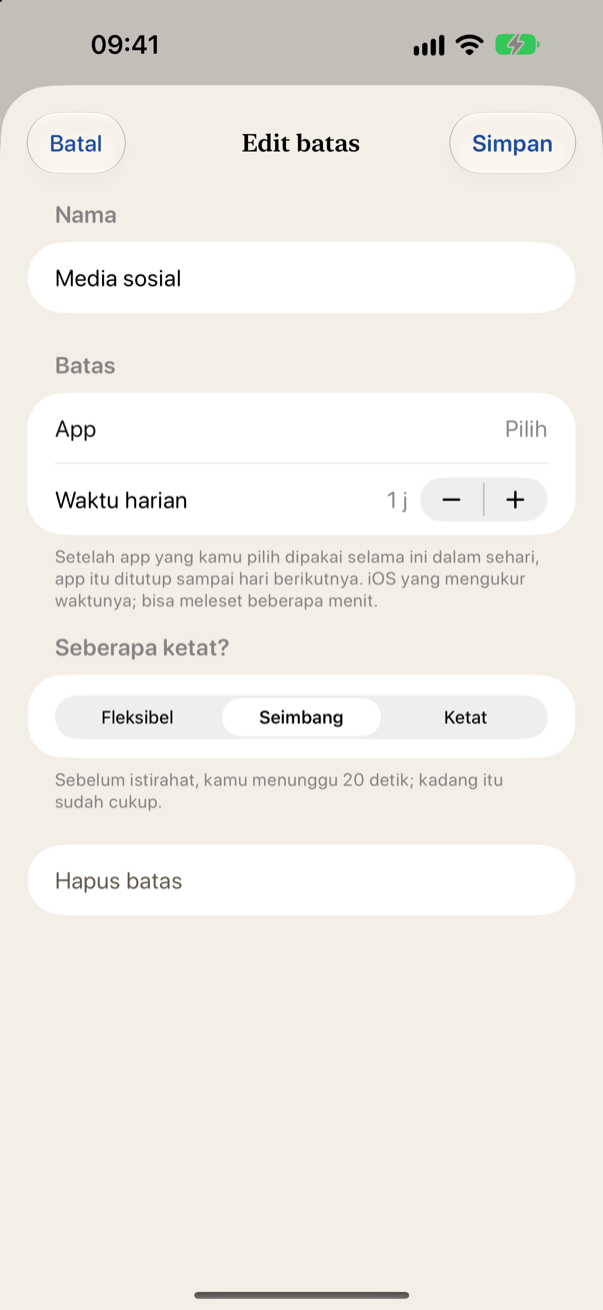 09:41
Batal
Edit batas
Simpan
Nama
Media sosial
Batas
App
Pilih
Waktu harian
1 j
Setelah app yang kamu pilih dipakai selama ini dalam sehari,
app itu ditutup sampai hari berikutnya. iOS yang mengukur
waktunya; bisa meleset beberapa menit.
Seberapa ketat?
Fleksibel
Seimbang
Ketat
Sebelum istirahat, kamu menunggu 20 detik; kadang itu
sudah cukup.
Hapus batas